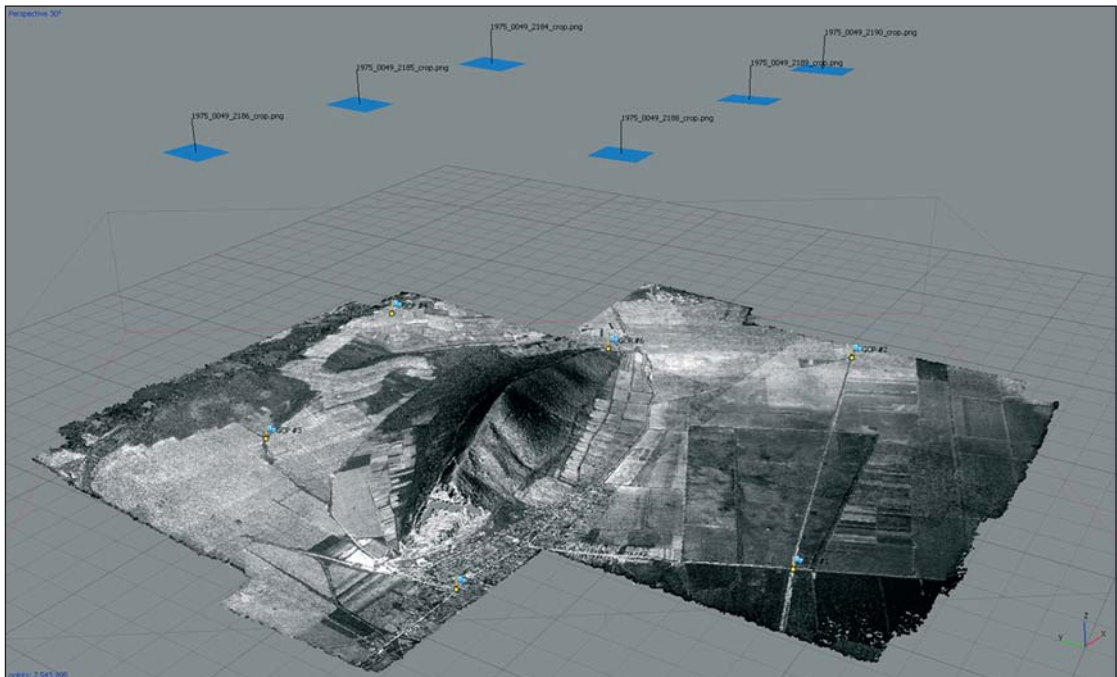 Perspective 30°
1975_0049_2184_crop.png
1975_0049_2190_crop.png
1975_0049_2185_crop.png
1975_0049_2189_crop.png
1975_0049_2186_crop.png
1975_0049_2188_crop.png
GCP #2
GCP #3
Z
Y
X